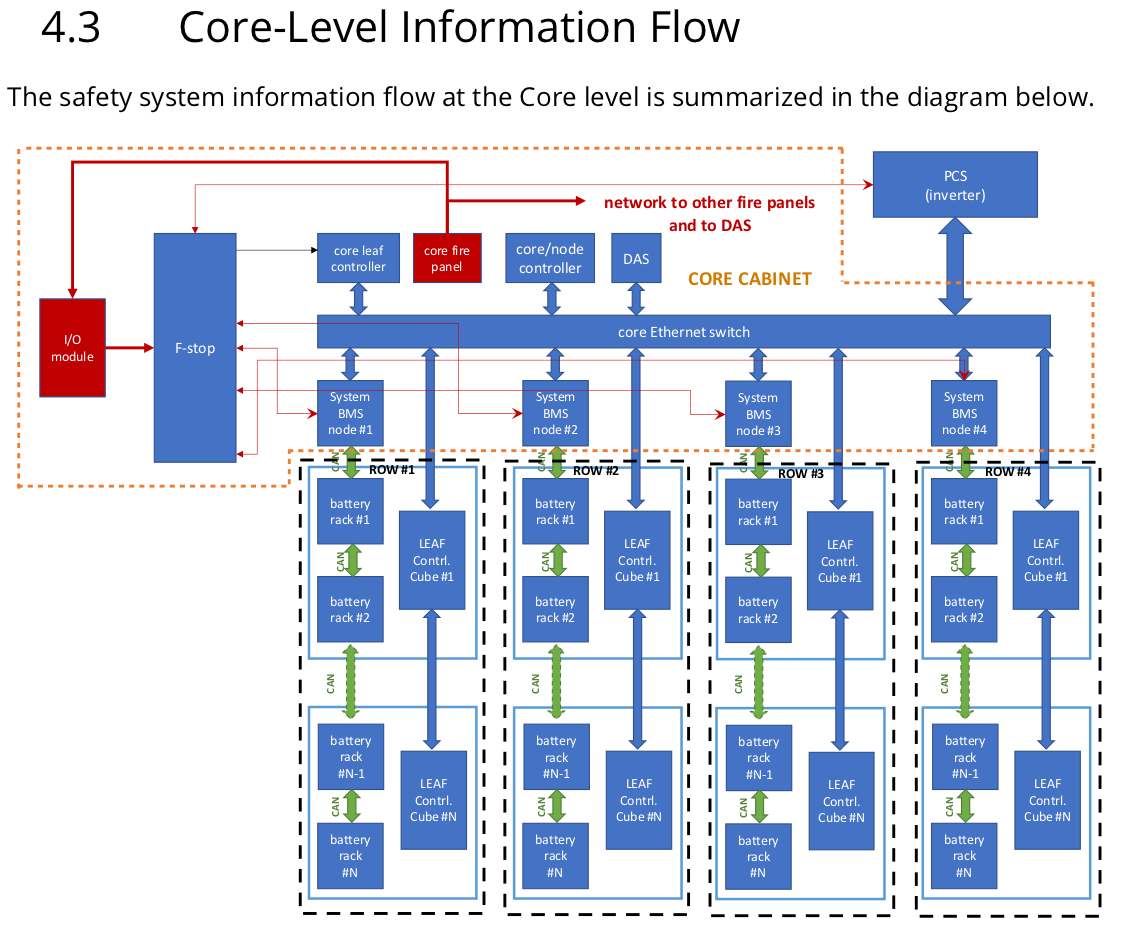 4.3 Core-Level Information Flow
The safety system information flow at the Core level is summarized in the diagram below.
PCS
(inverter)
network to other fire panels
and to DAS
core leaf
controller
core fire
panel
core/node
controller
DAS
CORE CABINET
I/O
module
F-stop
core Ethernet switch
System
BMS
node #1
System
BMS
node #2
System
BMS
node #3
System
BMS
node #4
CAN
ROW #1
CAN
ROW #2
CAN
ROW #3
CAN
ROW #4
battery
rack #1
LEAF
Contrl.
Cube #1
CAN
battery
rack #2
battery
rack #1
LEAF
Contrl.
Cube #1
CAN
battery
rack #2
battery
rack #1
LEAF
Contrl.
Cube #1
CAN
battery
rack #2
battery
rack #1
LEAF
Contrl.
Cube #1
CAN
battery
rack #2
CAN
CAN
CAN
CAN
battery
rack
#N-1
LEAF
Contrl.
Cube #N
CAN
battery
rack
#N
battery
rack
#N-1
LEAF
Contrl.
Cube #N
CAN
battery
rack
#N
battery
rack
#N-1
LEAF
Contrl.
Cube #N
CAN
battery
rack
#N
battery
rack
#N-1
LEAF
Contrl.
Cube #N
CAN
battery
rack
#N